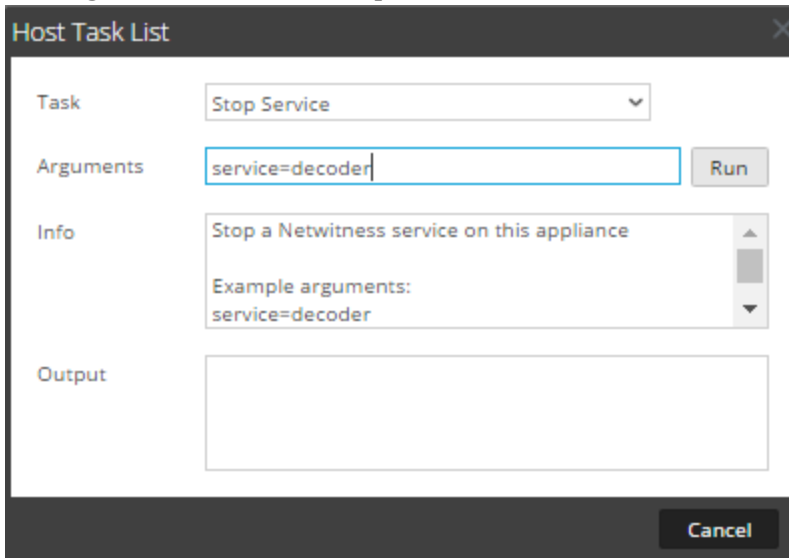 Host Task List
Task
Stop Service
Arguments
service=decoder
Run
Info
Stop a Netwitness service on this appliance
Example arguments:
service=decoder
Output
Cancel